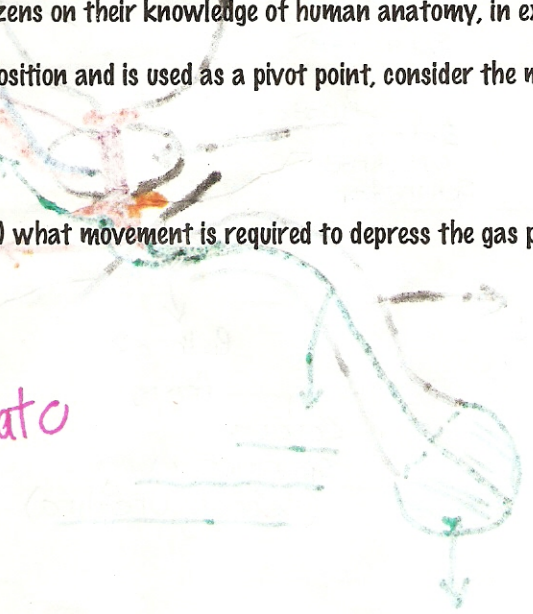 zens on their knowledge of human anatomy, in ex
osition and is used as a pivot point, consider the
) what movement is required to depress the gas p
ato